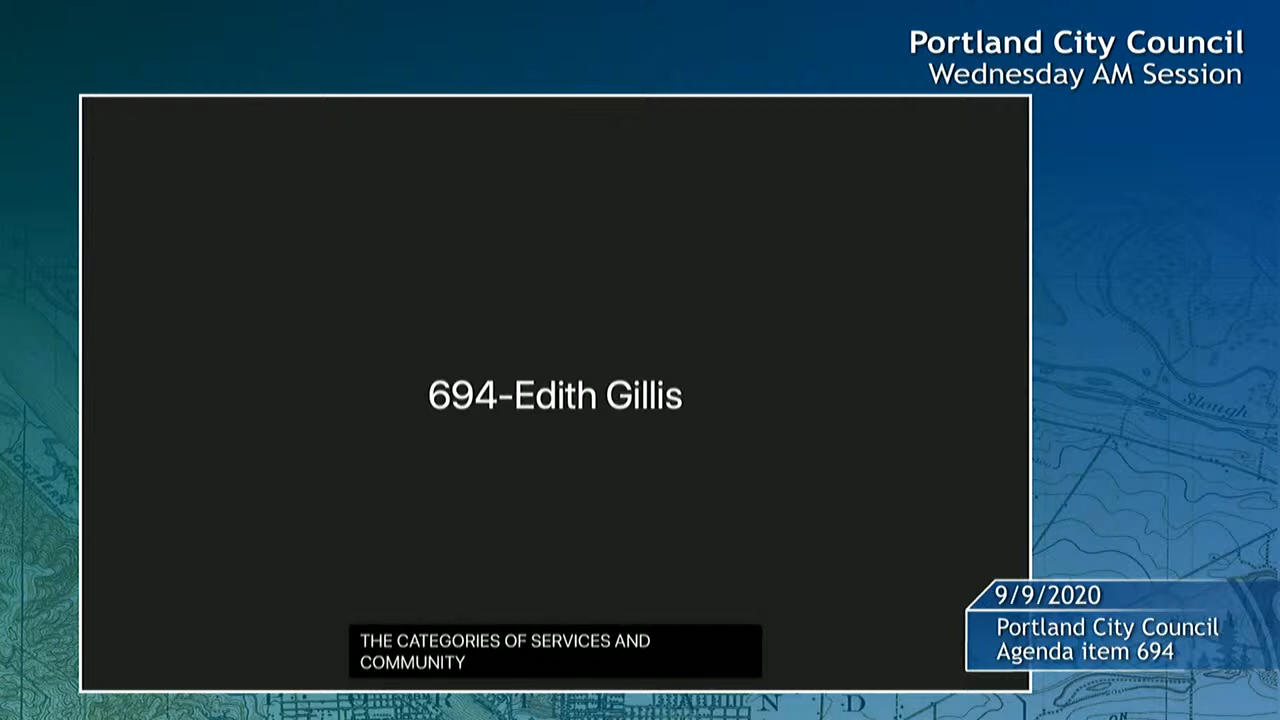 Portland City Council
Wednesday AM Session
694-Edith Gillis
Slough
THE CATEGORIES OF SERVICES AND
COMMUNITY
9/9/2020
Portland City Council
Agenda item 694